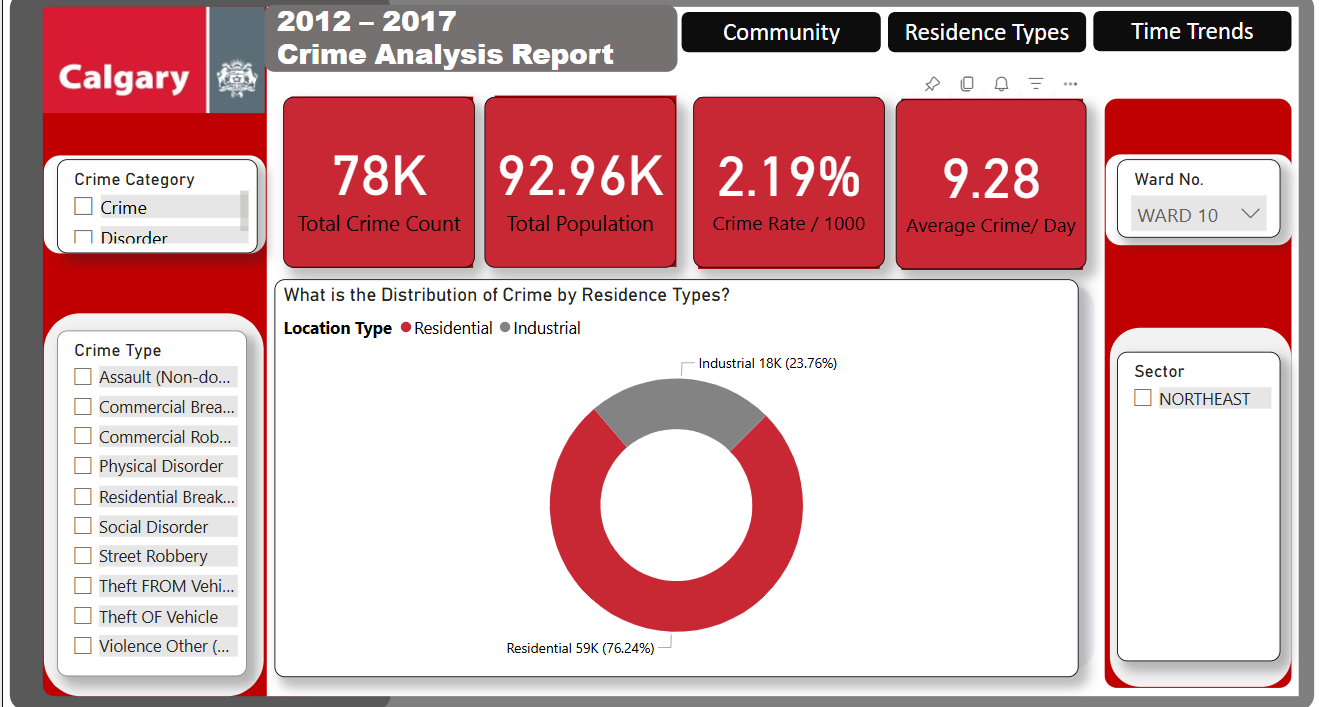 Calgary
2012 – 2017
Crime Analysis Report
Community
Residence Types
Time Trends
Crime Category
Crime
Disorder
78K
Total Crime Count
92.96K
Total Population
2.19%
Crime Rate / 1000
9.28
Average Crime/ Day
Ward No.
WARD 10
What is the Distribution of Crime by Residence Types?
Location Type Residential Industrial
Industrial 18K (23.76%)
Residential 59K (76.24%)
Crime Type
Assault (Non-do...
Commercial Brea...
Commercial Rob...
Physical Disorder
Residential Break...
Social Disorder
Street Robbery
Theft FROM Vehi...
Theft OF Vehicle
Violence Other (...
Sector
NORTHEAST